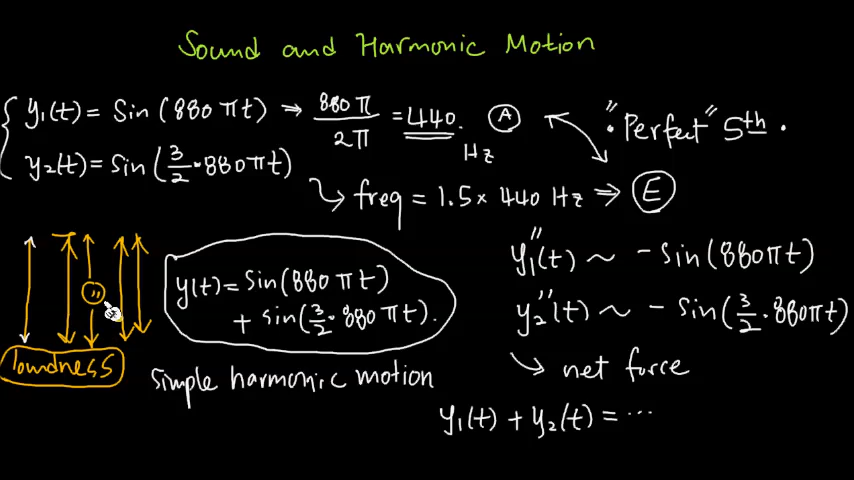 Sound and Harmonic Motion
y₁(t) = Sin(880πt) ⇒ 880π/2π = 440. Hz Ⓐ
"Perfect" 5th.
y₂(t) = Sin(3/2·880πt)
freq = 1.5 × 440 Hz ⇒ Ⓔ
y(t) = Sin(880πt)
+ sin(3/2·880πt).
y₁''(t) ~ -Sin(880πt)
y₂''(t) ~ -Sin(3/2·880πt)
loudness
simple harmonic motion
net force
y₁(t) + y₂(t) = ...